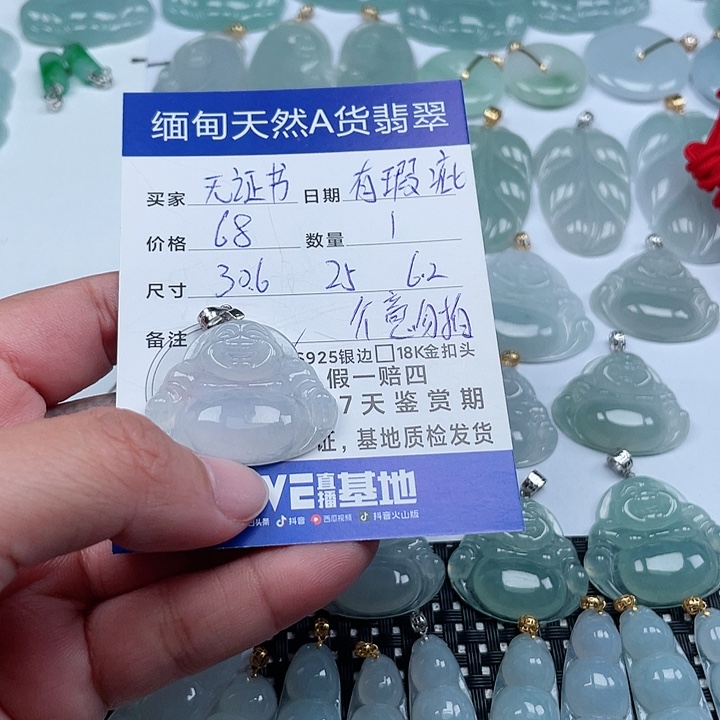 缅甸天然A货翡翠
买家 无证书 日期 有瑕疵
价格 68 数量 1
尺寸 30.6 25 6.2
备注 介意勿拍
S925银边□18K金扣头
假一赔四
7天鉴赏期
证,基地质检发货
直播基地
头条 抖音 西瓜视频 抖音火山版